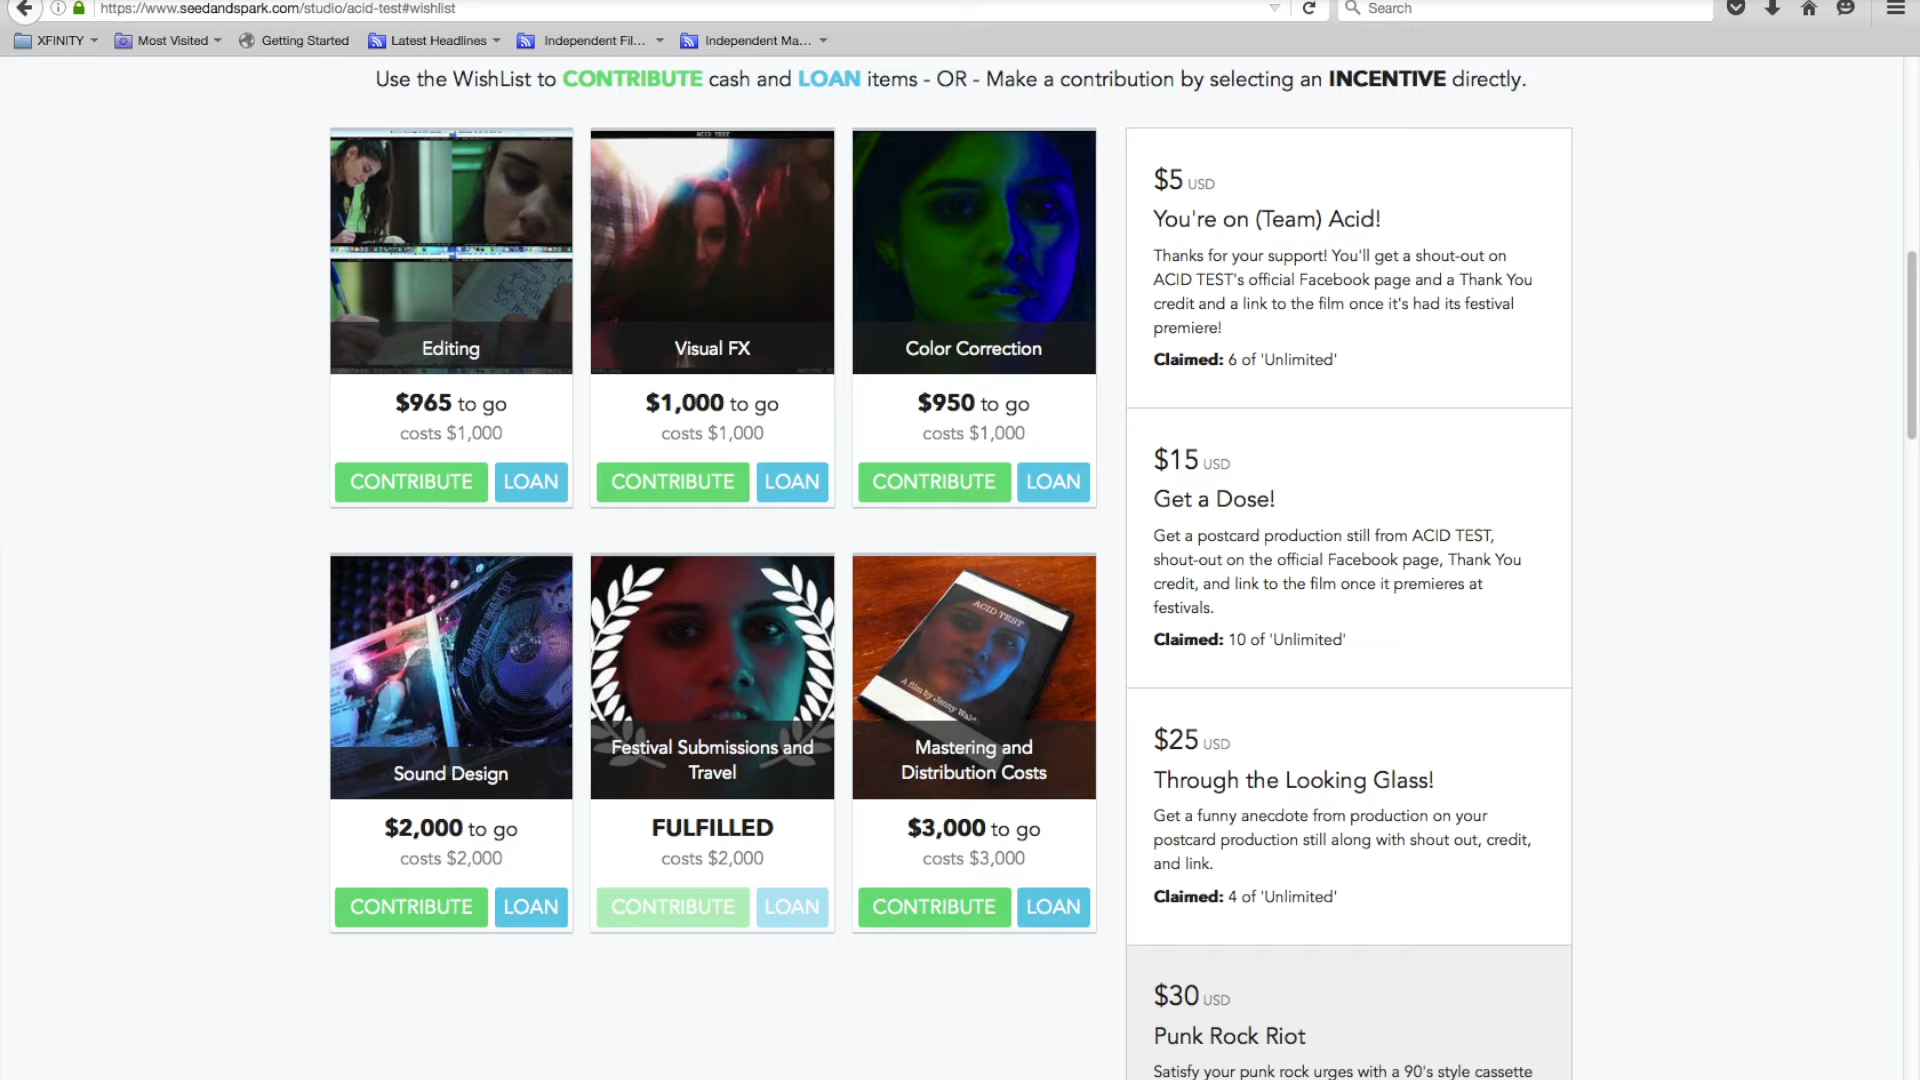 https://www.seedandspark.com/studio/acid-test#wishlist
Search
XFINITY
Most Visited
Getting Started
Latest Headlines
Independent Fil...
Independent Ma...
Use the WishList to CONTRIBUTE cash and LOAN items - OR - Make a contribution by selecting an INCENTIVE directly.
Editing
$965 to go
costs $1,000
CONTRIBUTE
LOAN
ACID TEST
Visual FX
$1,000 to go
costs $1,000
CONTRIBUTE
LOAN
Color Correction
$950 to go
costs $1,000
CONTRIBUTE
LOAN
Sound Design
$2,000 to go
costs $2,000
CONTRIBUTE
LOAN
Festival Submissions and
Travel
FULFILLED
costs $2,000
CONTRIBUTE
LOAN
ACID TEST
A film by Jenny Wald
Mastering and
Distribution Costs
$3,000 to go
costs $3,000
CONTRIBUTE
LOAN
$5 USD
You're on (Team) Acid!
Thanks for your support! You'll get a shout-out on
ACID TEST's official Facebook page and a Thank You
credit and a link to the film once it's had its festival
premiere!
Claimed: 6 of 'Unlimited'
$15 USD
Get a Dose!
Get a postcard production still from ACID TEST,
shout-out on the official Facebook page, Thank You
credit, and link to the film once it premieres at
festivals.
Claimed: 10 of 'Unlimited'
$25 USD
Through the Looking Glass!
Get a funny anecdote from production on your
postcard production still along with shout out, credit,
and link.
Claimed: 4 of 'Unlimited'
$30 USD
Punk Rock Riot
Satisfy your punk rock urges with a 90's style cassette